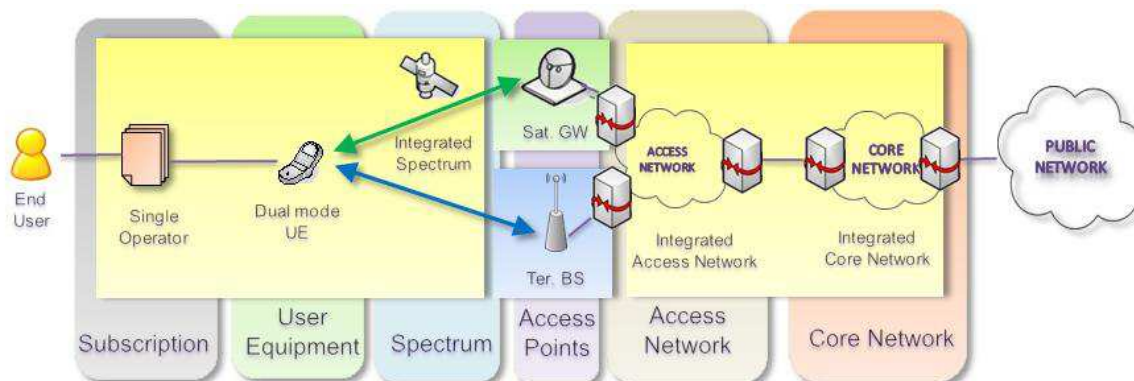 End
User
Single
Operator
Dual mode
UE
Integrated
Spectrum
Sat. GW
Ter. BS
ACCESS
NETWORK
Integrated
Access Network
CORE
NETWORK
Integrated
Core Network
PUBLIC
NETWORK
Subscription
User
Equipment
Spectrum
Access
Points
Access
Network
Core Network